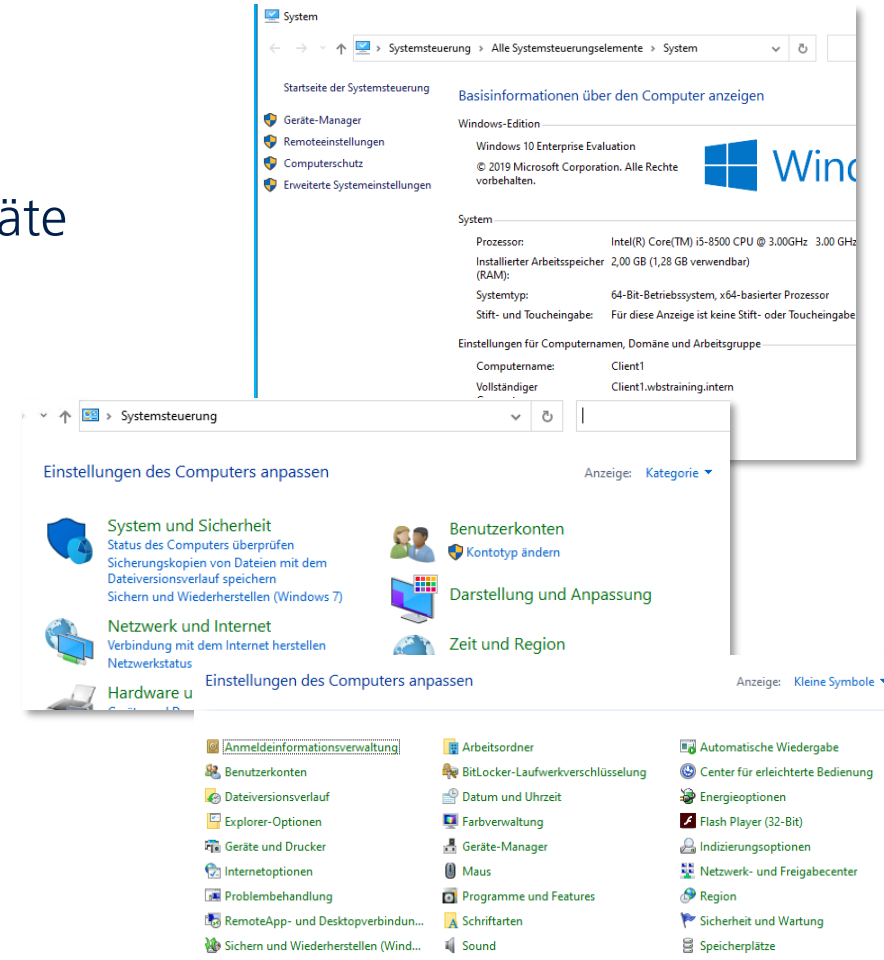 System
Systemsteuerung > Alle Systemsteuerungselemente > System
Startseite der Systemsteuerung
Geräte-Manager
Remoteeinstellungen
Computerschutz
Erweiterte Systemeinstellungen
Basisinformationen über den Computer anzeigen
Windows-Edition
Windows 10 Enterprise Evaluation
© 2019 Microsoft Corporation. Alle Rechte
vorbehalten.
System
Prozessor: Intel(R) Core(TM) i5-8500 CPU @ 3.00GHz 3.00 GHz
Installierter Arbeitsspeicher 2,00 GB (1,28 GB verwendbar)
(RAM):
Systemtyp: 64-Bit-Betriebssystem, x64-basierter Prozessor
Stift- und Toucheingabe: Für diese Anzeige ist keine Stift- oder Toucheingabe
Einstellungen für Computernamen, Domäne und Arbeitsgruppe
Computername: Client1
Vollständiger Client1.wbstraining.intern
Systemsteuerung
Einstellungen des Computers anpassen
Anzeige: Kategorie
System und Sicherheit
Status des Computers überprüfen
Sicherungskopien von Dateien mit dem
Dateiversionsverlauf speichern
Sichern und Wiederherstellen (Windows 7)
Netzwerk und Internet
Verbindung mit dem Internet herstellen
Netzwerkstatus
Hardware u
Benutzerkonten
Kontotyp ändern
Darstellung und Anpassung
Zeit und Region
Einstellungen des Computers anpassen
Anzeige: Kleine Symbole
Anmeldeinformationsverwaltung
Arbeitsordner
Automatische Wiedergabe
Benutzerkonten
BitLocker-Laufwerkverschlüsselung
Center für erleichterte Bedienung
Dateiversionsverlauf
Datum und Uhrzeit
Energieoptionen
Explorer-Optionen
Farbverwaltung
Flash Player (32-Bit)
Geräte und Drucker
Geräte-Manager
Indizierungsoptionen
Internetoptionen
Maus
Netzwerk- und Freigabecenter
Problembehandlung
Programme und Features
Region
RemoteApp- und Desktopverbindun...
Schriftarten
Sicherheit und Wartung
Sichern und Wiederherstellen (Wind...
Sound
Speicherplätze